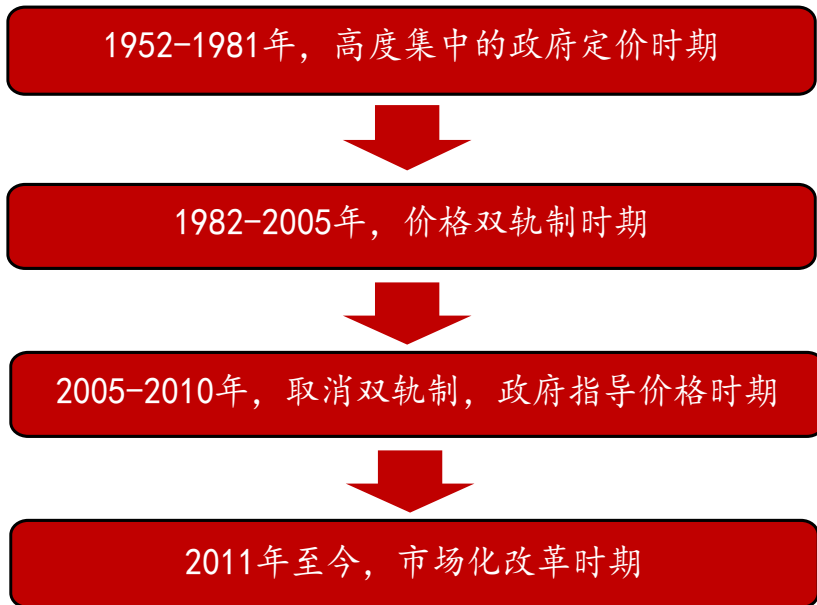 1952-1981年，高度集中的政府定价时期
1982-2005年，价格双轨制时期
2005-2010年，取消双轨制，政府指导价格时期
2011年至今，市场化改革时期